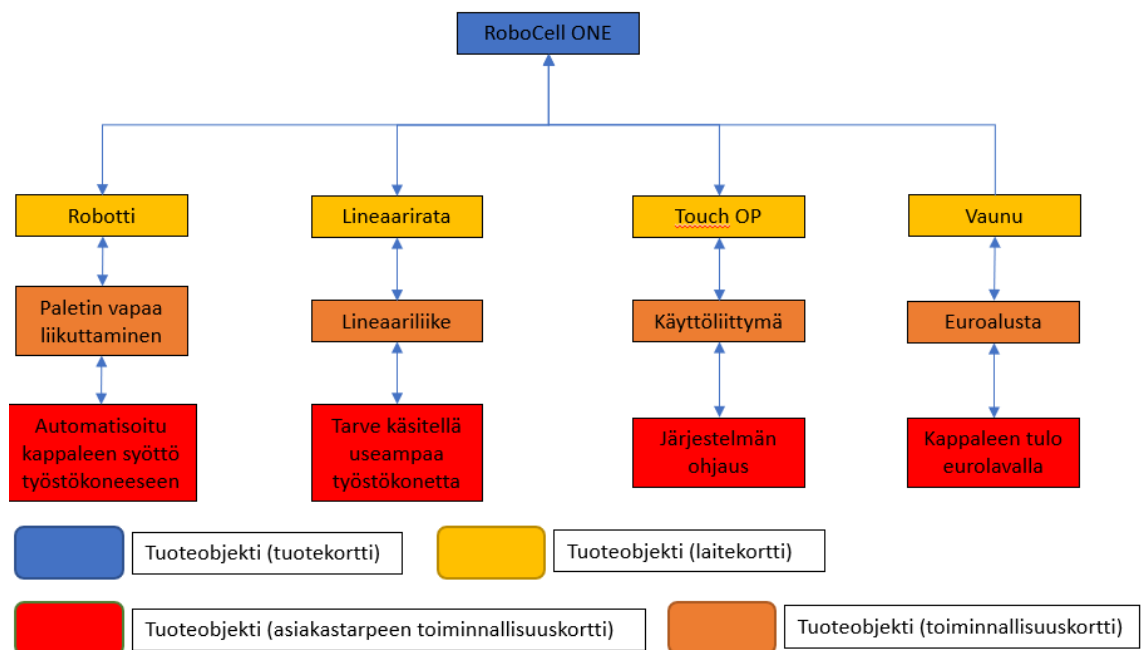 RoboCell ONE
Robotti
Lineaarirata
Touch OP
Vaunu
Paletin vapaa
liikuttaminen
Lineaariliike
Käyttöliittymä
Euroalusta
Automatisoitu
kappaleen syöttö
työstökoneeseen
Tarve käsitellä
useampaa
työstökonetta
Järjestelmän
ohjaus
Kappaleen tulo
eurolavalla
Tuoteobjekti (tuotekortti)
Tuoteobjekti (laitekortti)
Tuoteobjekti (asiakastarpeen toiminnallisuuskortti)
Tuoteobjekti (toiminnallisuuskortti)